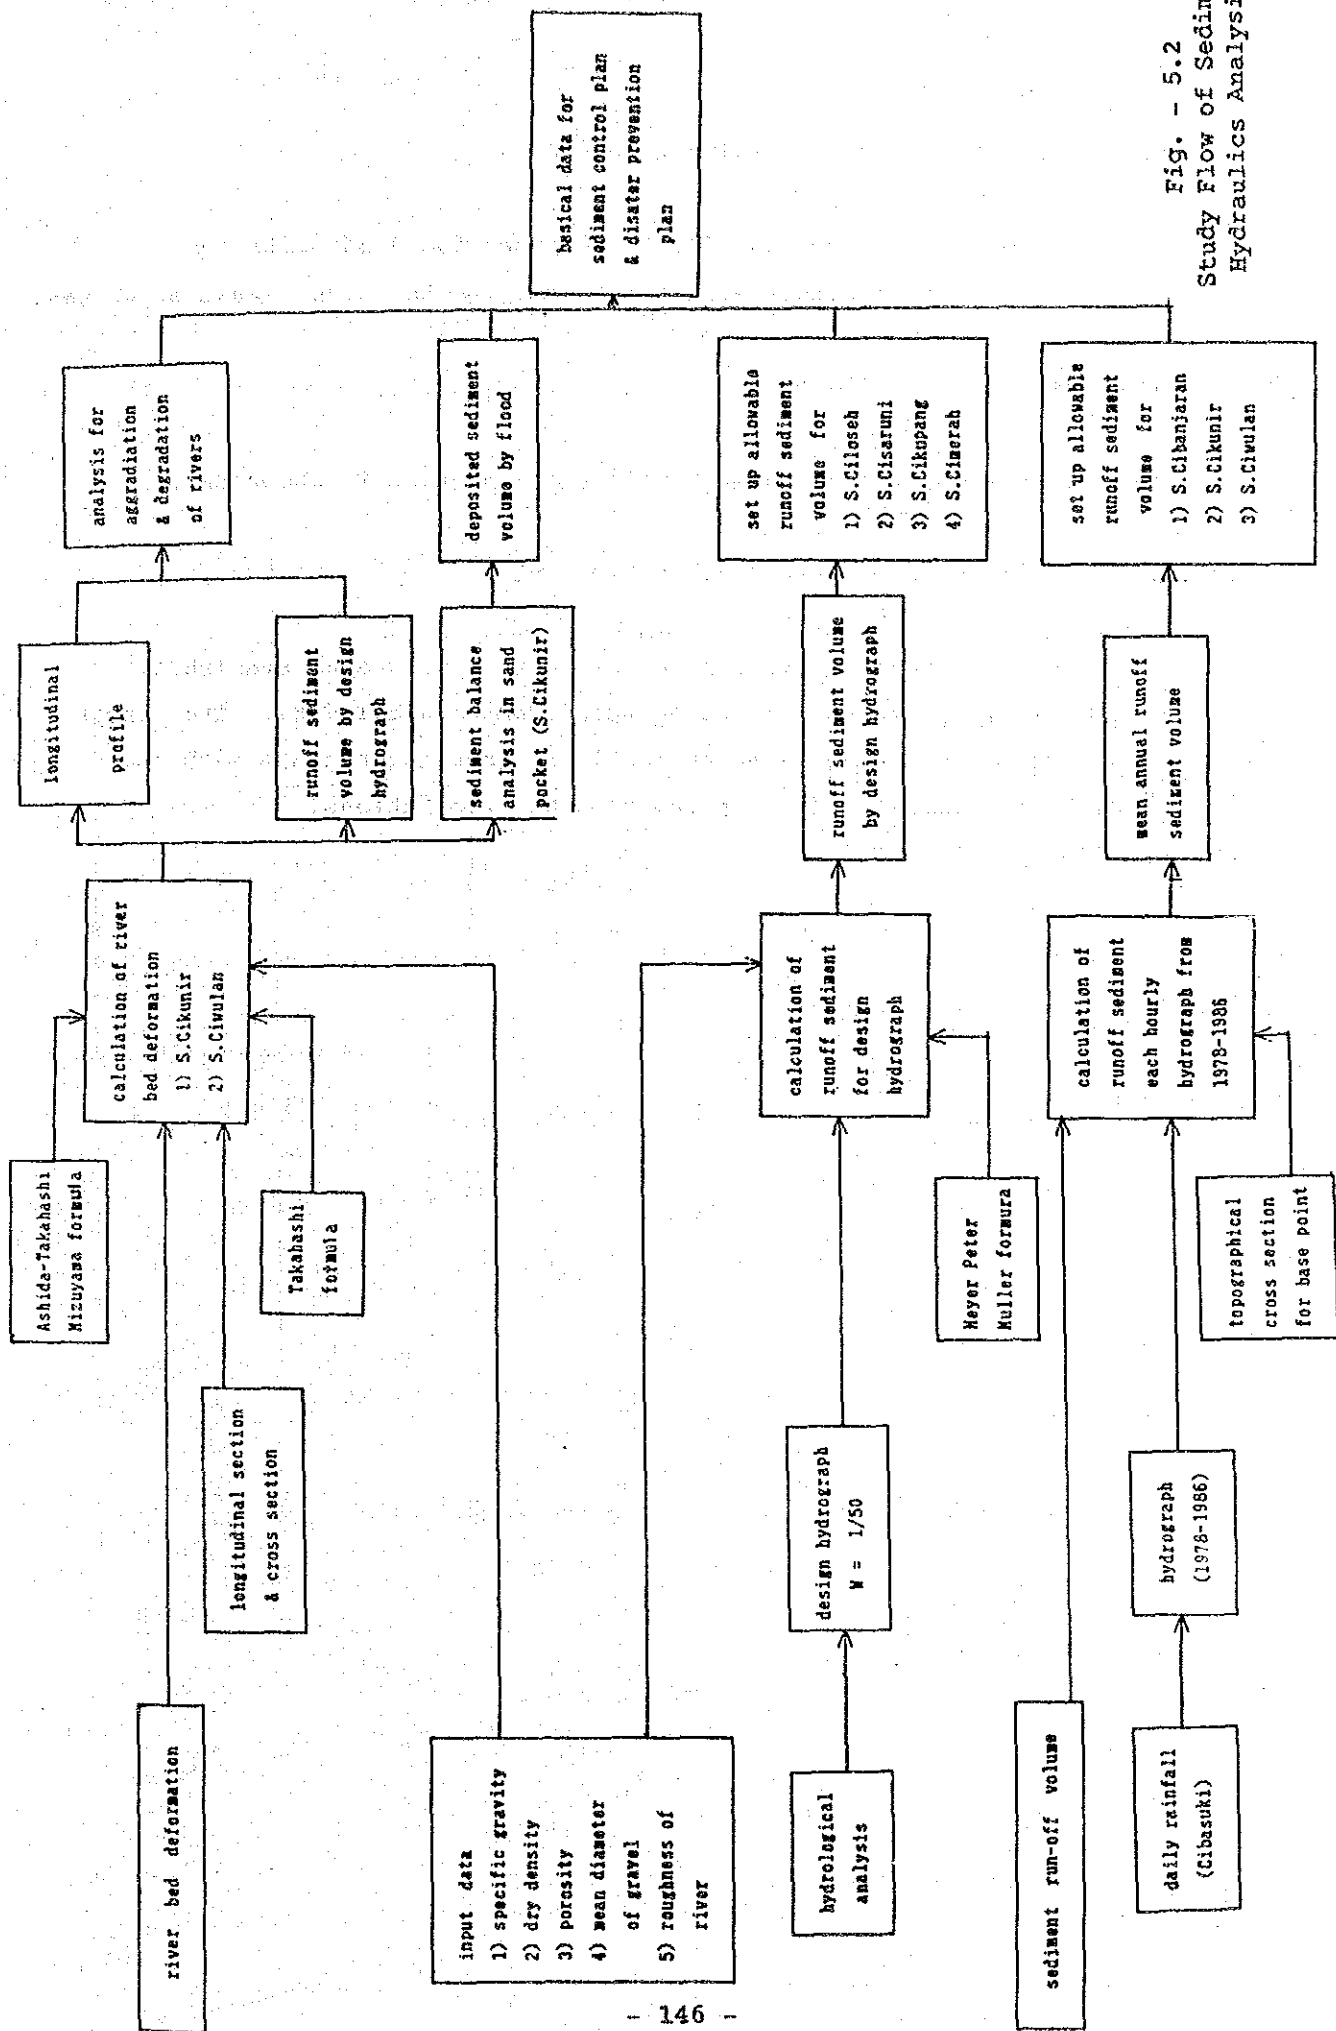 river bed deformation
Ashida-Takahashi
Mizuyama formula
longitudinal section
& cross section
Takahashi
formula
calculation of river
bed deformation
1) S.Cikunir
2) S.Ciwulan
longitudinal
profile
runoff sediment
volume by design
hydrograph
sediment balance
analysis in sand
pocket (S.Cikunir)
analysis for
aggradiation
& degradation
of rivers
deposited sediment
volume by flood
basical data for
sediment control plan
& disater prevention
plan
input data
1) specific gravity
2) dry density
3) porosity
4) mean diameter
of gravel
5) roughness of
river
hydrological
analysis
design hydrograph
W = 1/50
Meyer Peter
Muller formura
calculation of
runoff sediment
for design
hydrograph
runoff sediment volume
by design hydrograph
set up allowable
runoff sediment
volume for
1) S.Ciloseh
2) S.Cisaruni
3) S.Cikupang
4) S.Cimerah
sediment run-off volume
daily rainfall
(Cibasuki)
hydrograph
(1978-1986)
topographical
cross section
for base point
calculation of
runoff sediment
each hourly
hydrograph from
1978-1986
mean annual runoff
sediment volume
set up allowable
runoff sediment
volume for
1) S.Cibanjaran
2) S.Cikunir
3) S.Ciwulan
Fig. - 5.2
Study Flow of Sedim
Hydraulics Analysi
- 146 -